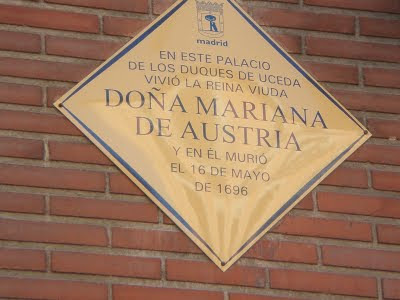 madrid
EN ESTE PALACIO
DE LOS DUQUES DE UCEDA
VIVIÓ LA REINA VIUDA
DOÑA MARIANA
DE AUSTRIA
Y EN ÉL MURIÓ
EL 16 DE MAYO
DE 1696